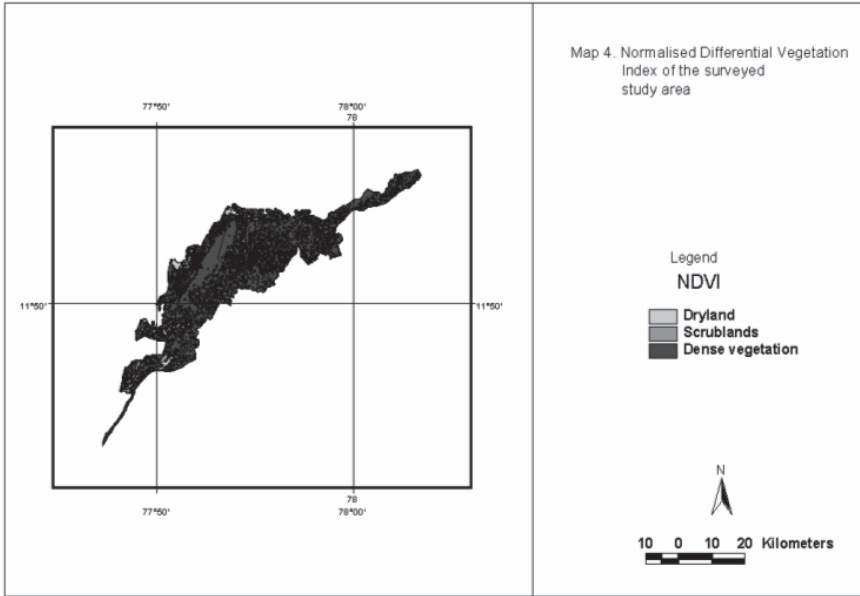 Map 4. Normalised Differential Vegetation
Index of the surveyed
study area
77°50'
78°00'
78
11°50'
11°50'
77°50'
78
78°00'
Legend
NDVI
Dryland
Scrublands
Dense vegetation
N
10 0 10 20 Kilometers